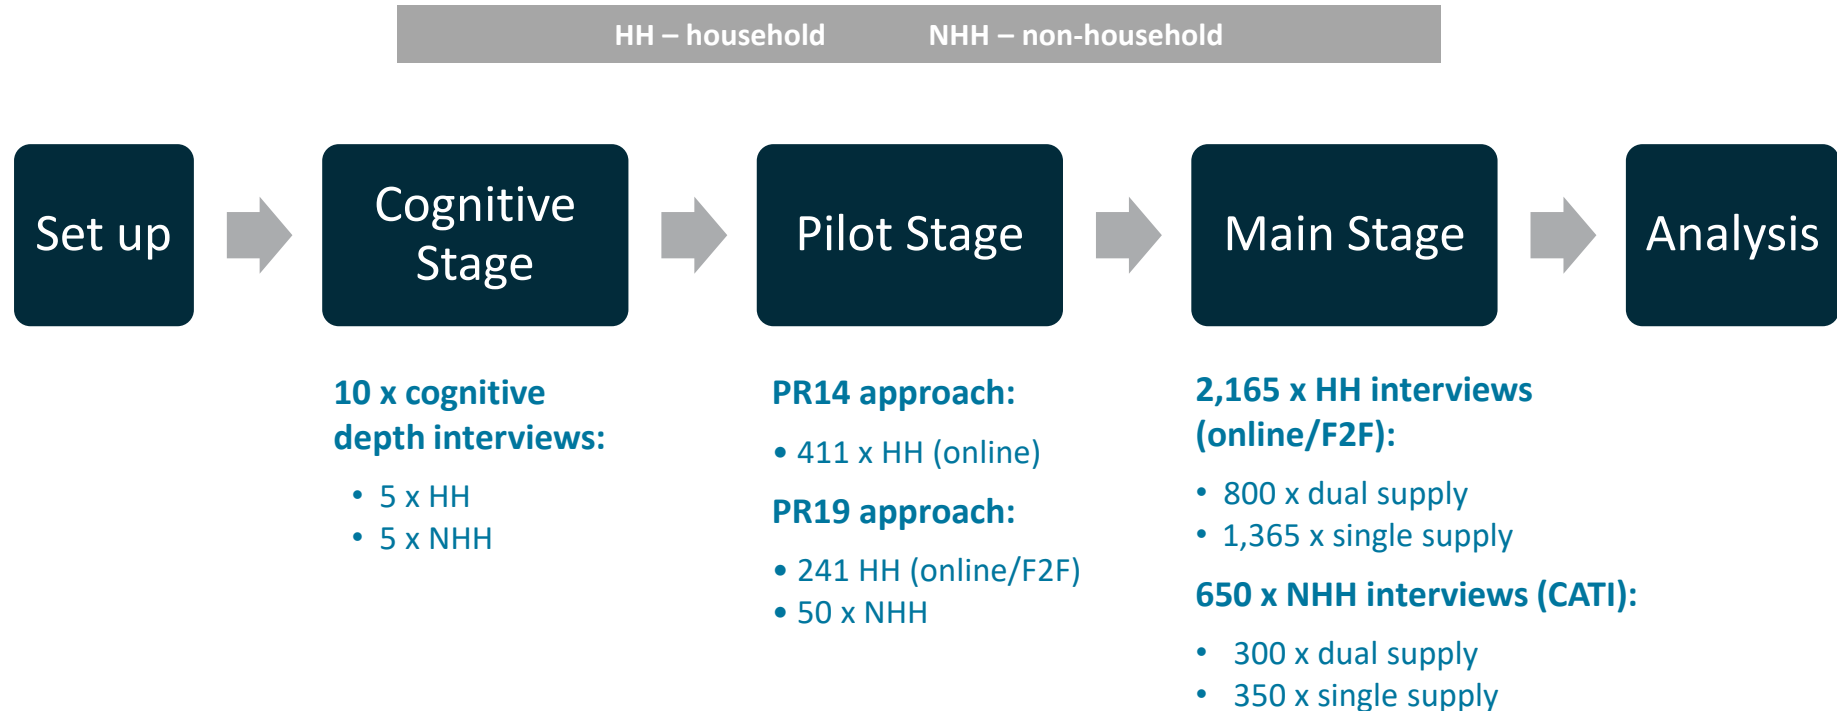 HH – household NHH – non-household
Set up
Cognitive
Stage
Pilot Stage
Main Stage
Analysis
10 x cognitive
depth interviews:
• 5 x HH
• 5 x NHH
PR14 approach:
• 411 x HH (online)
PR19 approach:
• 241 HH (online/F2F)
• 50 x NHH
2,165 x HH interviews
(online/F2F):
• 800 x dual supply
• 1,365 x single supply
650 x NHH interviews (CATI):
• 300 x dual supply
• 350 x single supply